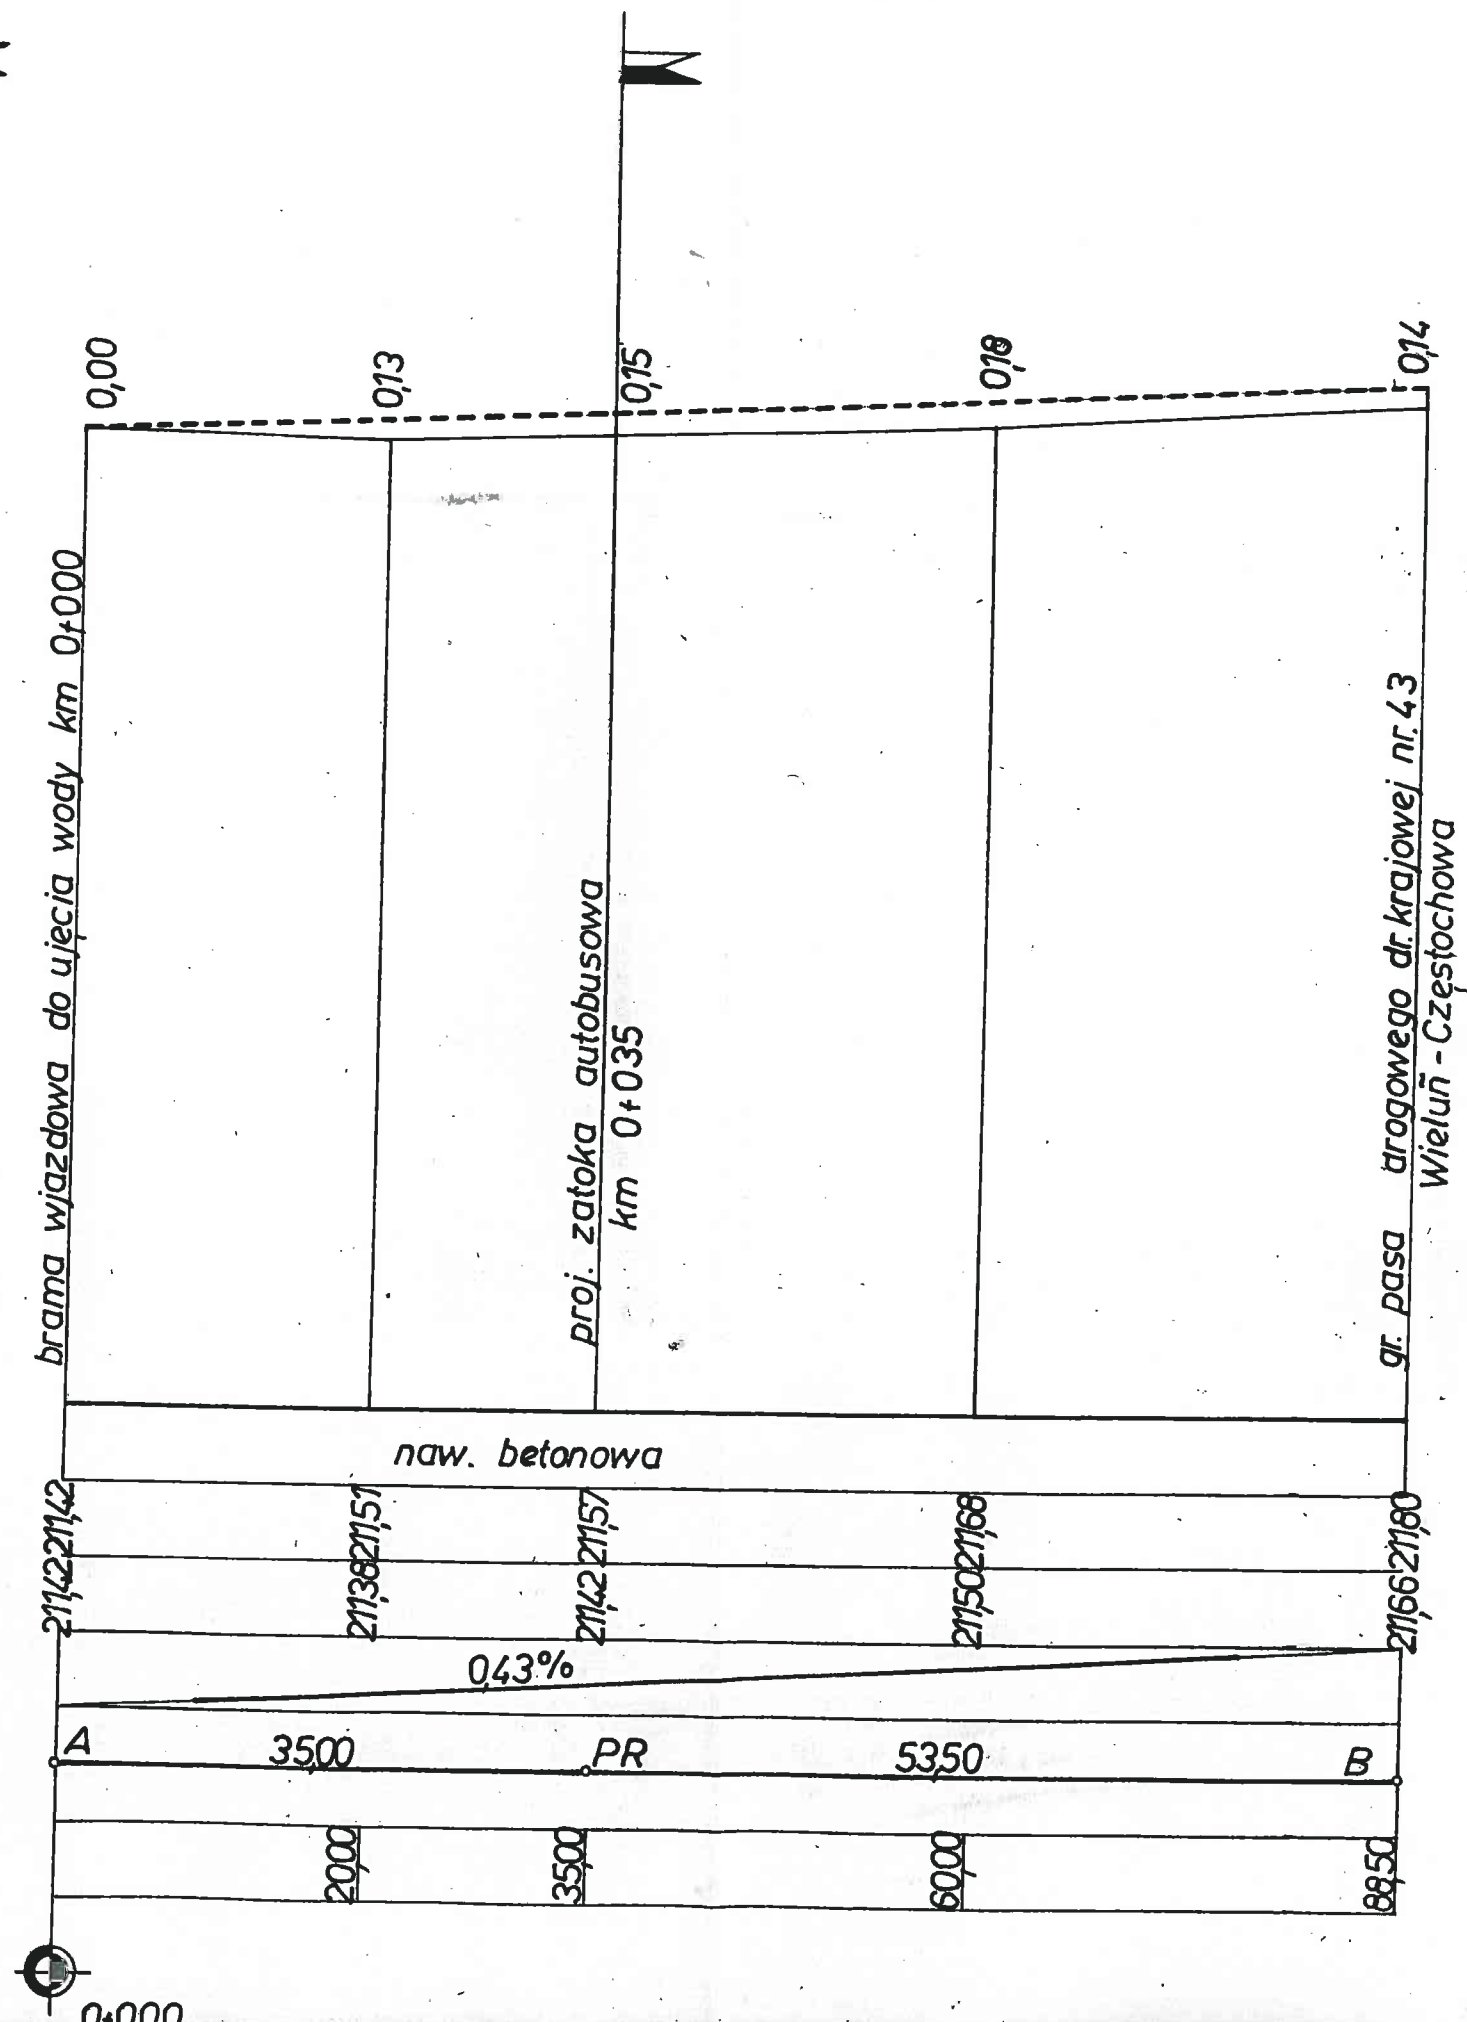 0,00
0,13
0,15
0,18
0,14
brama wjazdowa do ujęcia wody km 0+000
proj. zatoka autobusowa
km 0+035
gr. pasa drogowego dr. krajowej nr. 43
Wieluń - Częstochowa
naw. betonowa
211,42
211,51
211,57
211,68
211,80
211,42
211,38
211,42
211,50
211,66
0,43%
A
35,00
PR
53,50
B
20,00
35,00
60,00
88,50
0+000